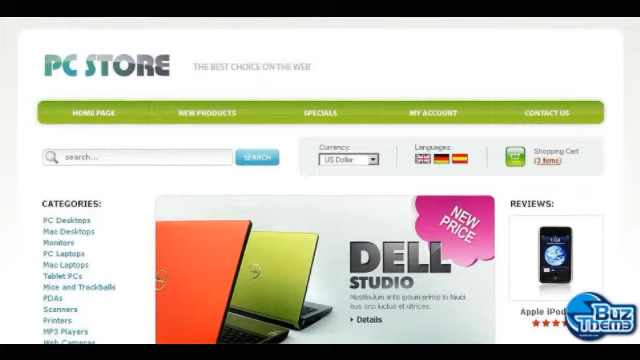 PC STORE
THE BEST CHOICE ON THE WEB
HOME PAGE
NEW PRODUCTS
SPECIALS
MY ACCOUNT
CONTACT US
search...
SEARCH
Currency:
US Dollar
Languages:
Shopping Cart
(3 items)
CATEGORIES:
PC Desktops
Mac Desktops
Monitors
PC Laptops
Mac Laptops
Tablet PCs
Mice and Trackballs
PDAs
Scanners
Printers
MP3 Players
Web Cameras
NEW PRICE
DELL
STUDIO
Vestibulum ante ipsum primis in fauci
bus orci luctus et ultrices.
Details
REVIEWS:
Apple iPod
Buz
Thems